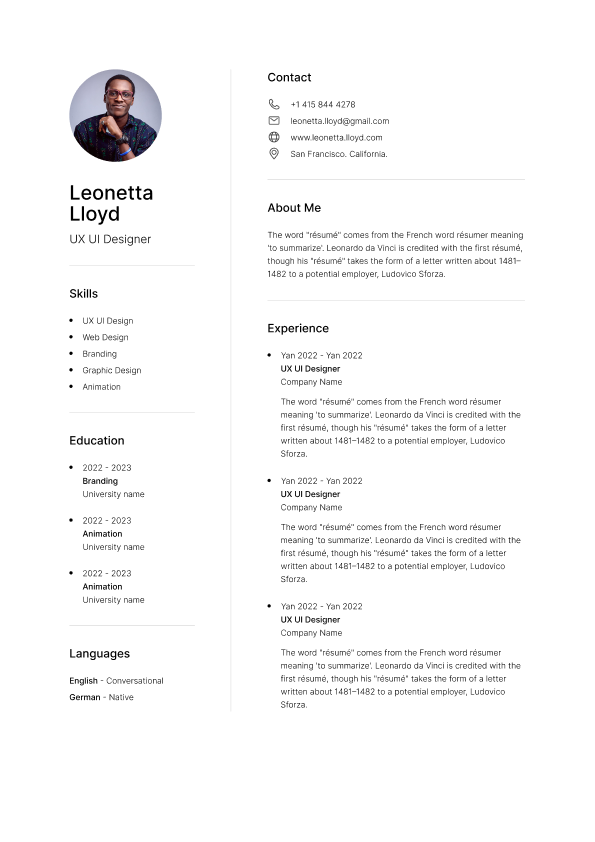 Leonetta
Lloyd
UX UI Designer
Skills
UX UI Design
Web Design
Branding
Graphic Design
Animation
Education
2022 - 2023
Branding
University name
2022 - 2023
Animation
University name
2022 - 2023
Animation
University name
Languages
English - Conversational
German - Native
Contact
+1 415 844 4278
leonetta.lloyd@gmail.com
www.leonetta.lloyd.com
San Francisco. California.
About Me
The word "résumé" comes from the French word résumer meaning
'to summarize'. Leonardo da Vinci is credited with the first résumé,
though his "résumé" takes the form of a letter written about 1481–
1482 to a potential employer, Ludovico Sforza.
Experience
Yan 2022 - Yan 2022
UX UI Designer
Company Name
The word "résumé" comes from the French word résumer
meaning 'to summarize'. Leonardo da Vinci is credited with the
first résumé, though his "résumé" takes the form of a letter
written about 1481–1482 to a potential employer, Ludovico
Sforza.
Yan 2022 - Yan 2022
UX UI Designer
Company Name
The word "résumé" comes from the French word résumer
meaning 'to summarize'. Leonardo da Vinci is credited with the
first résumé, though his "résumé" takes the form of a letter
written about 1481–1482 to a potential employer, Ludovico
Sforza.
Yan 2022 - Yan 2022
UX UI Designer
Company Name
The word "résumé" comes from the French word résumer
meaning 'to summarize'. Leonardo da Vinci is credited with the
first résumé, though his "résumé" takes the form of a letter
written about 1481–1482 to a potential employer, Ludovico
Sforza.